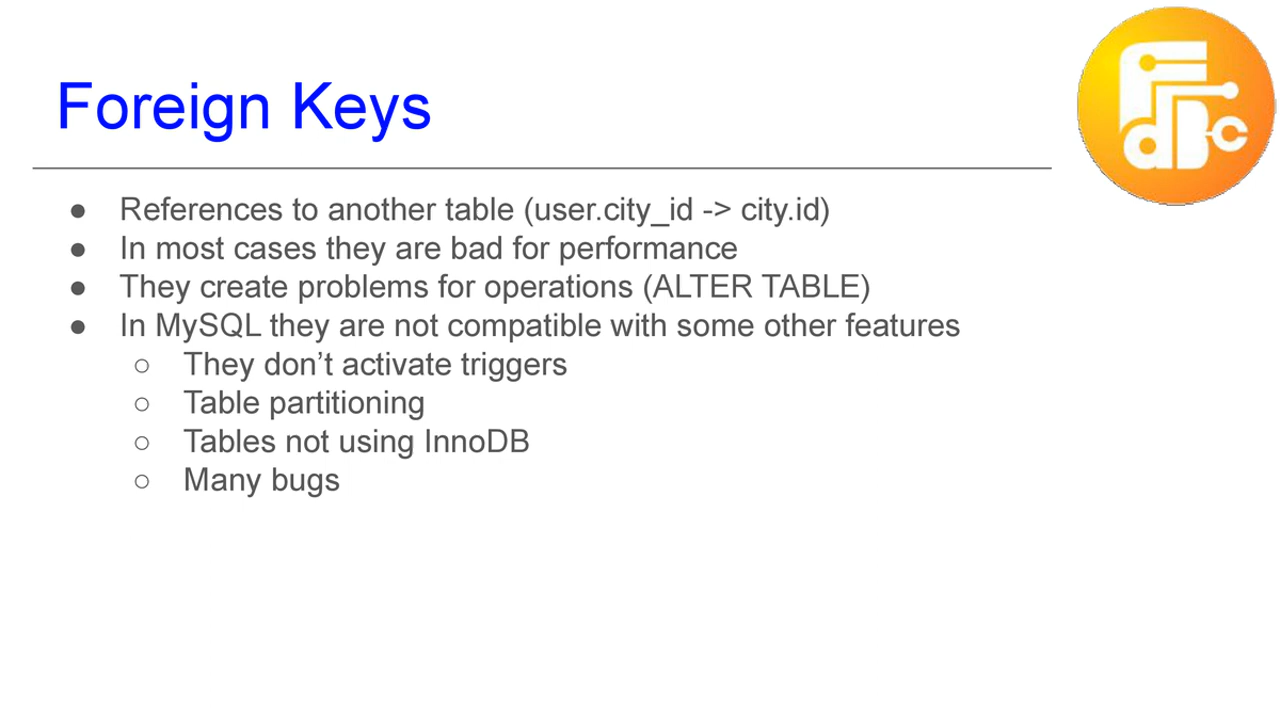 Foreign Keys
● References to another table (user.city_id -> city.id)
● In most cases they are bad for performance
● They create problems for operations (ALTER TABLE)
● In MySQL they are not compatible with some other features
○ They don’t activate triggers
○ Table partitioning
○ Tables not using InnoDB
○ Many bugs